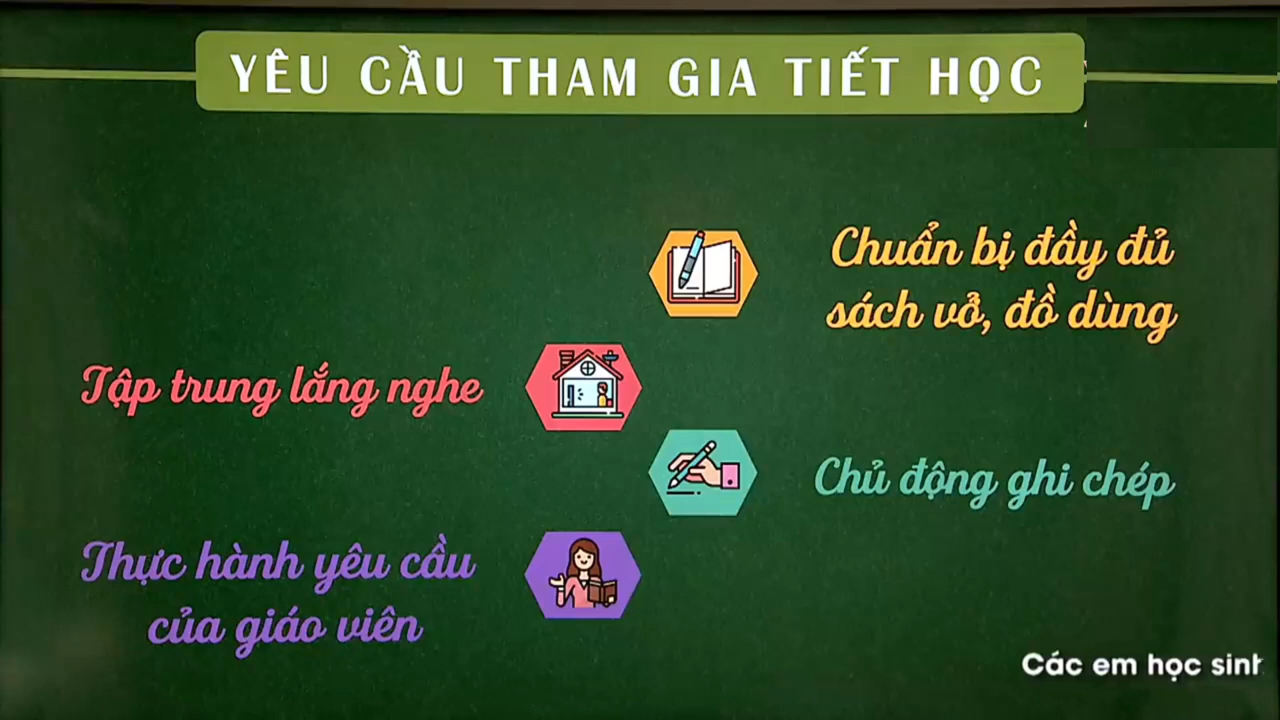 YÊU CẦU THAM GIA TIẾT HỌC
Chuẩn bị đầy đủ
sách vở, đồ dùng
Tập trung lắng nghe
Chủ động ghi chép
Thực hành yêu cầu
của giáo viên
Các em học sinh